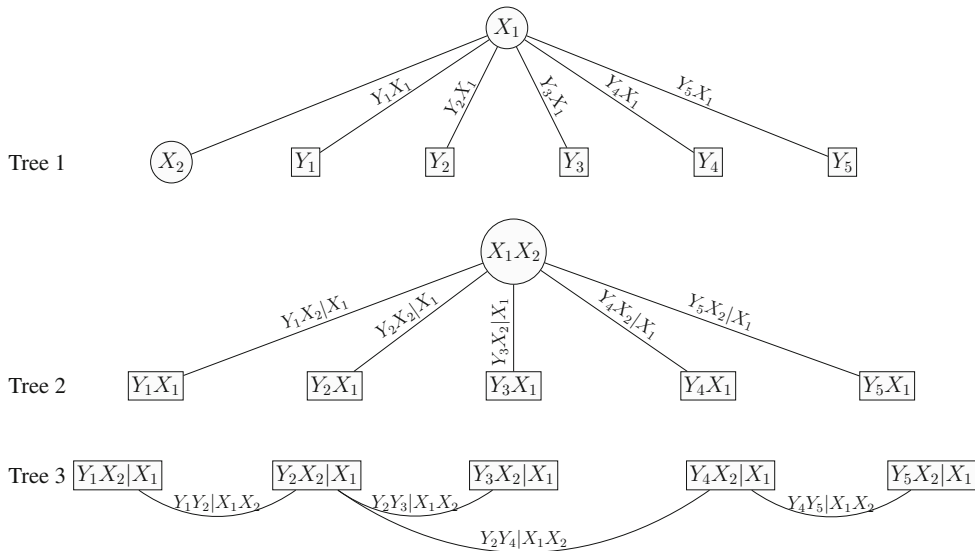 X₁
Y₁X₁
Y₂X₁
Y₃X₁
Y₄X₁
Y₅X₁
Tree 1
X₂
Y₁
Y₂
Y₃
Y₄
Y₅
X₁X₂
Y₁X₂|X₁
Y₂X₂|X₁
Y₃X₂|X₁
Y₄X₂|X₁
Y₅X₂|X₁
Tree 2
Y₁X₁
Y₂X₁
Y₃X₁
Y₄X₁
Y₅X₁
Tree 3
Y₁X₂|X₁
Y₂X₂|X₁
Y₃X₂|X₁
Y₄X₂|X₁
Y₅X₂|X₁
Y₁Y₂|X₁X₂
Y₂Y₃|X₁X₂
Y₄Y₅|X₁X₂
Y₂Y₄|X₁X₂